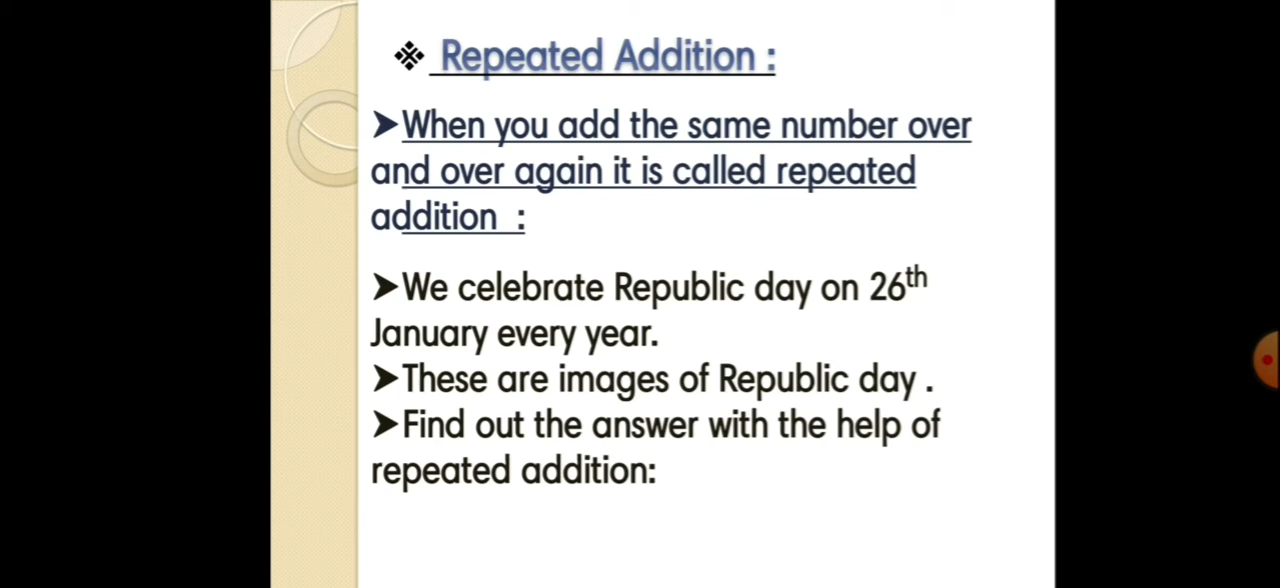 ❖ Repeated Addition :
➤When you add the same number over
and over again it is called repeated
addition :
➤We celebrate Republic day on 26th
January every year.
➤These are images of Republic day .
➤Find out the answer with the help of
repeated addition: